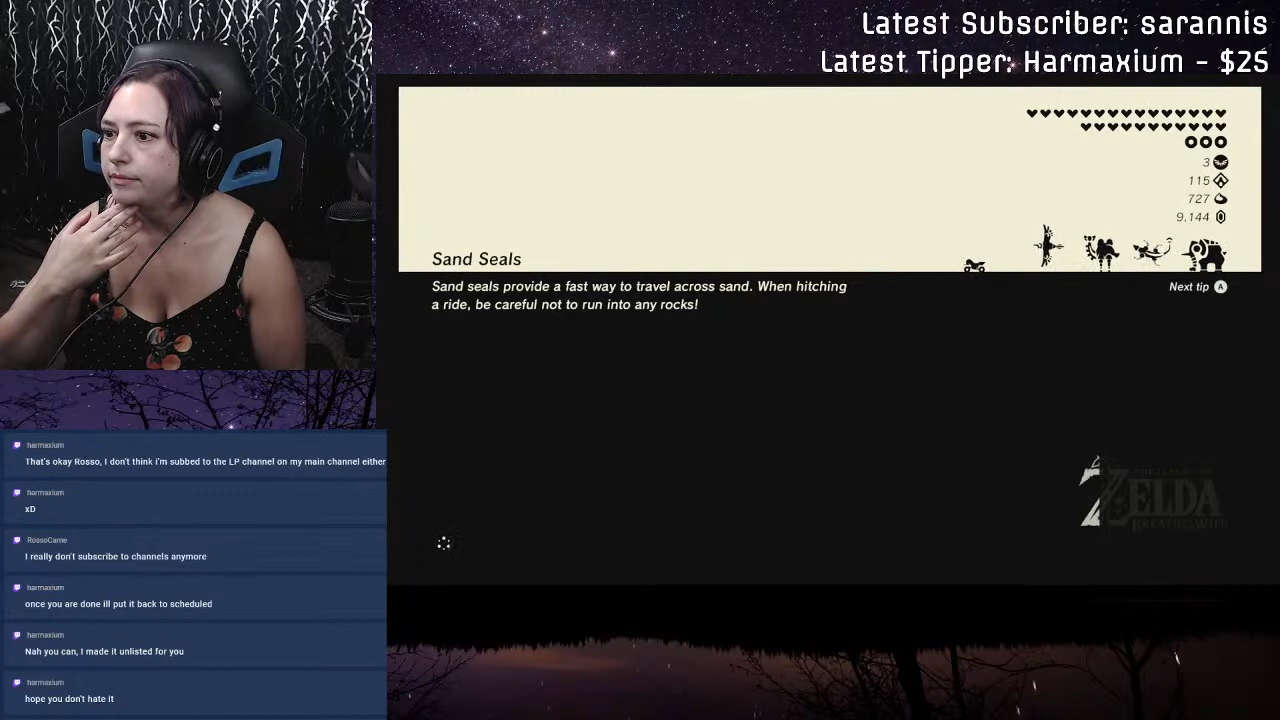 Latest Subscriber: sarannis
Latest Tipper: Harmaxium - $25
3
115
727
9.144
Sand Seals
Sand seals provide a fast way to travel across sand. When hitching
a ride, be careful not to run into any rocks!
Next tip A
ZELDA
harmaxium
That's okay Rosso, I don't think i'm subbed to the LP channel on my main channel either
harmaxium
xD
RossoCarne
I really don't subscribe to channels anymore
harmaxium
once you are done ill put it back to scheduled
harmaxium
Nah you can, I made it unlisted for you
harmaxium
hope you don't hate it